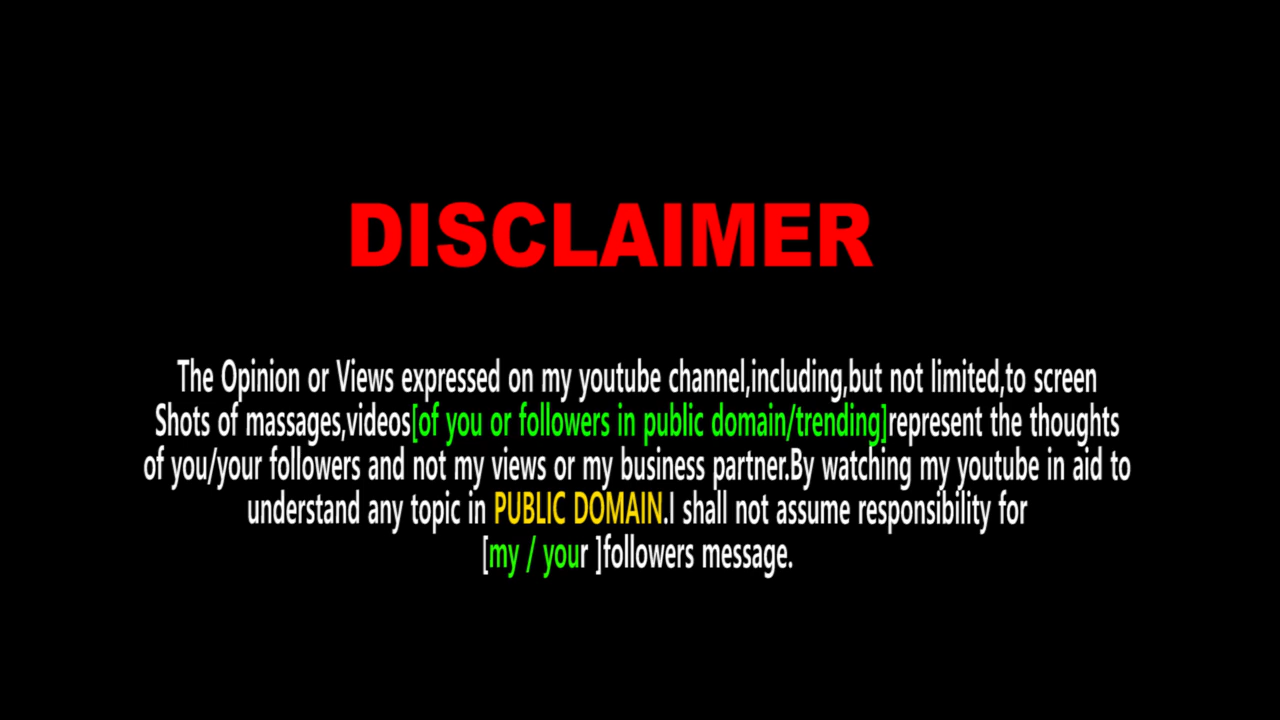 DISCLAIMER
The Opinion or Views expressed on my youtube channel,including,but not limited,to screen
Shots of massages,videos[of you or followers in public domain/trending]represent the thoughts
of you/your followers and not my views or my business partner.By watching my youtube in aid to
understand any topic in PUBLIC DOMAIN.I shall not assume responsibility for
[my / your ]followers message.